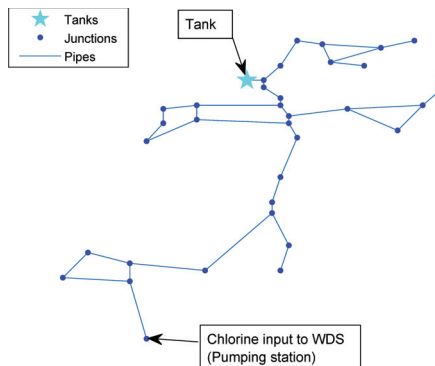 Tanks
Junctions
Pipes
Tank
Chlorine input to WDS
(Pumping station)